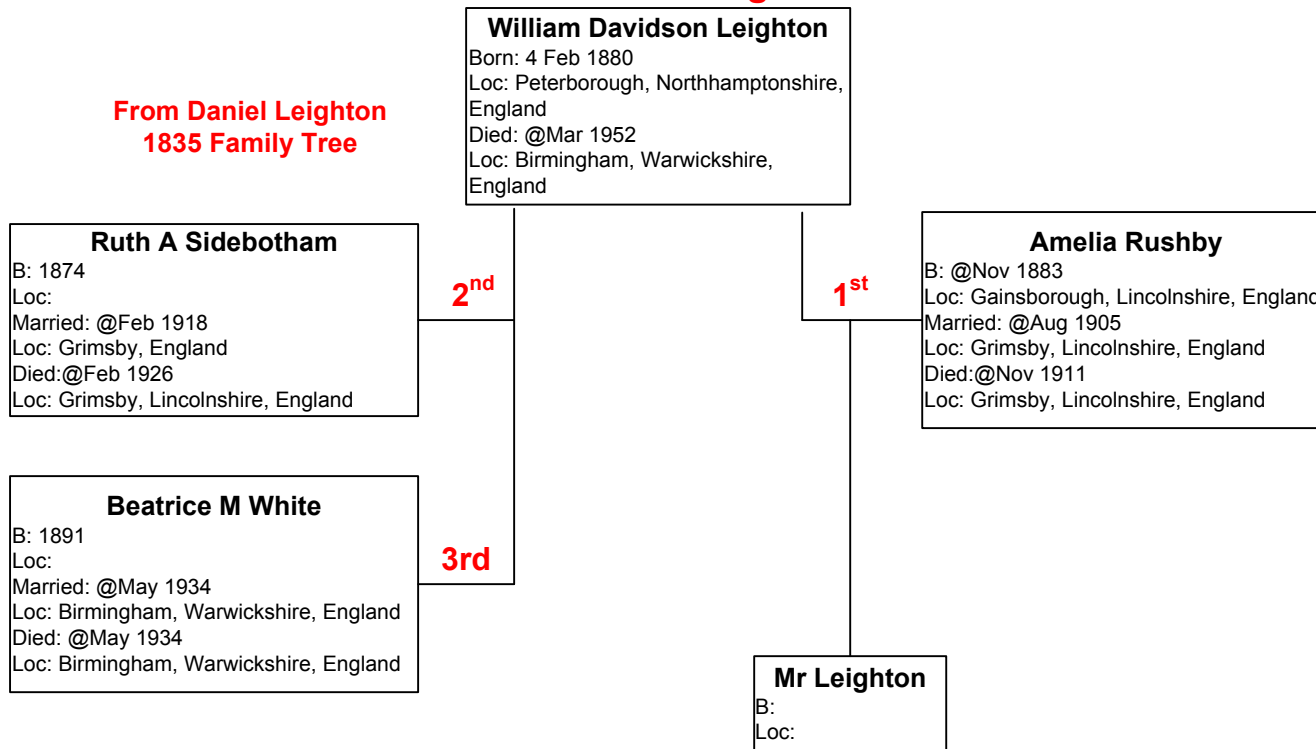 William Davidson Leighton
Born: 4 Feb 1880
Loc: Peterborough, Northhamptonshire,
England
Died: @Mar 1952
Loc: Birmingham, Warwickshire,
England
From Daniel Leighton
1835 Family Tree
Ruth A Sidebotham
B: 1874
Loc:
Married: @Feb 1918
Loc: Grimsby, England
Died:@Feb 1926
Loc: Grimsby, Lincolnshire, England
2nd
1st
Amelia Rushby
B: @Nov 1883
Loc: Gainsborough, Lincolnshire, England
Married: @Aug 1905
Loc: Grimsby, Lincolnshire, England
Died:@Nov 1911
Loc: Grimsby, Lincolnshire, England
Beatrice M White
B: 1891
Loc:
Married: @May 1934
Loc: Birmingham, Warwickshire, England
Died: @May 1934
Loc: Birmingham, Warwickshire, England
3rd
Mr Leighton
B:
Loc: